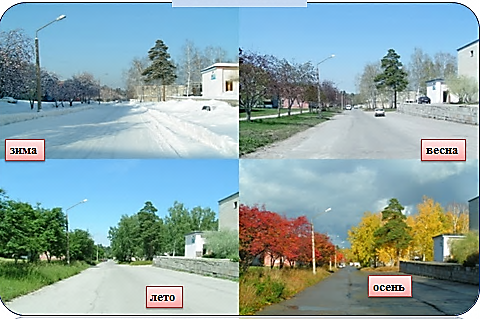 зима
весна
лето
осень